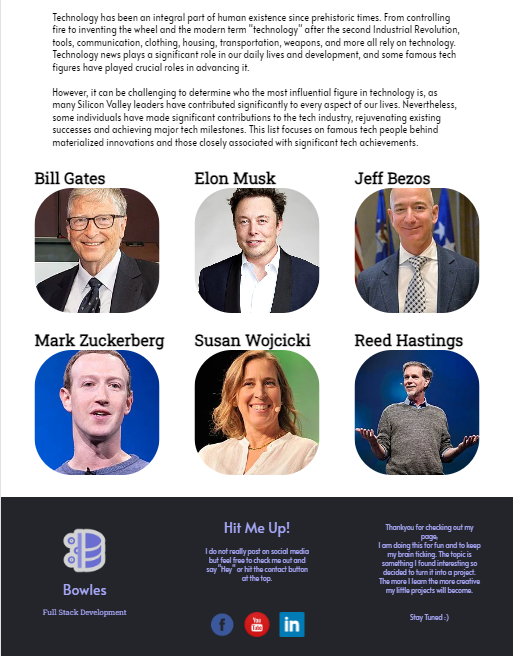 Technology has been an integral part of human existence since prehistoric times. From controlling
fire to inventing the wheel and the modern term "technology" after the second Industrial Revolution,
tools, communication, clothing, housing, transportation, weapons, and more all rely on technology.
Technology news plays a significant role in our daily lives and development, and some famous tech
figures have played crucial roles in advancing it.
However, it can be challenging to determine who the most influential figure in technology is, as
many Silicon Valley leaders have contributed significantly to every aspect of our lives. Nevertheless,
some individuals have made significant contributions to the tech industry, rejuvenating existing
successes and achieving major tech milestones. This list focuses on famous tech people behind
materialized innovations and those closely associated with significant tech achievements.
Bill Gates
Elon Musk
Jeff Bezos
Mark Zuckerberg
Susan Wojcicki
Reed Hastings
Bowles
Full Stack Development
Hit Me Up!
I do not really post on social media
but feel free to check me out and
say "Hey" or hit the contact button
at the top.
f
You
Tube
in
Thankyou for checking out my
page,
I am doing this for fun and to keep
my brain ticking. The topic is
something I found interesting so
decided to turn it into a project.
The more I learn the more creative
my little projects will become.
Stay Tuned :)